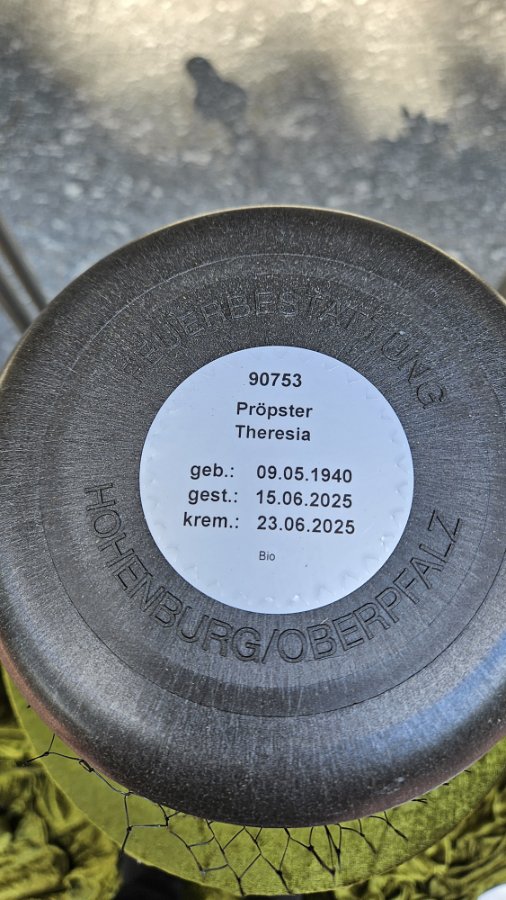 FEUERBESTATTUNG
90753
Pröpster
Theresia
geb.: 09.05.1940
gest.: 15.06.2025
krem.: 23.06.2025
Bio
HOHENBURG/OBERPFALZ